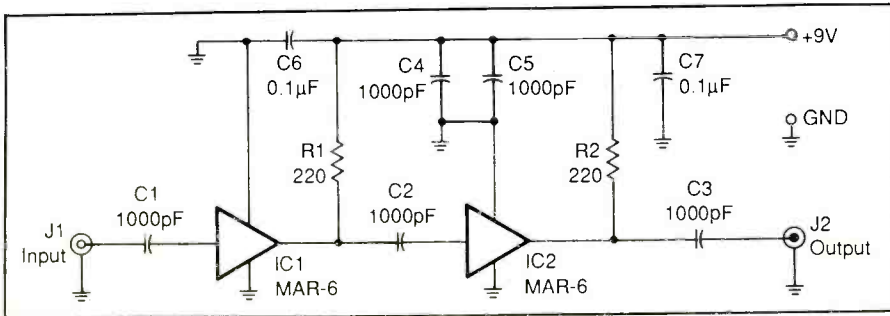 +9V
C6
0.1µF
C4
1000pF
C5
1000pF
C7
0.1µF
GND
R1
220
R2
220
C1
1000pF
C2
1000pF
C3
1000pF
J1
Input
IC1
MAR-6
IC2
MAR-6
J2
Output